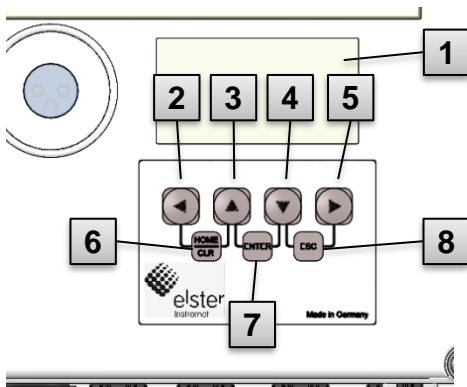 1
2 3 4 5
6 HOME ENTER ESC 8
CLR
elster
Instromet
7
Made in Germany